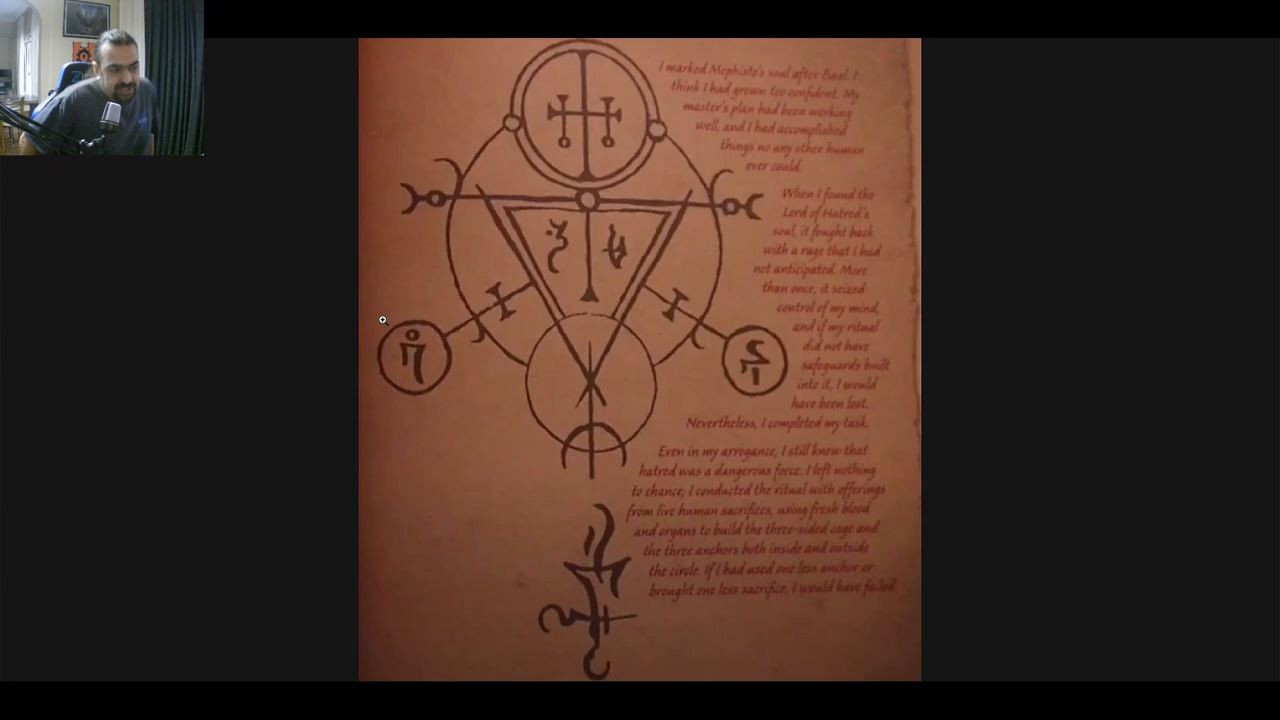 I marked Mephisto's soul after Baal. I
think I had grown too confident. My
master's plan had been working
well, and I had accomplished
things no any other human
ever could.
When I found the
Lord of Hatred's
soul, it fought back
with a rage that I had
not anticipated. More
than once, it seized
control of my mind,
and if my ritual
did not have
safeguards built
into it, I would
have been lost.
Nevertheless, I completed my task.
Even in my arrogance, I still knew that
hatred was a dangerous force. I left nothing
to chance; I conducted the ritual with offerings
from live human sacrifices, using fresh blood
and organs to build the three-sided cage and
the three anchors both inside and outside
the circle. If I had used one less anchor or
brought one less sacrifice, I would have failed.